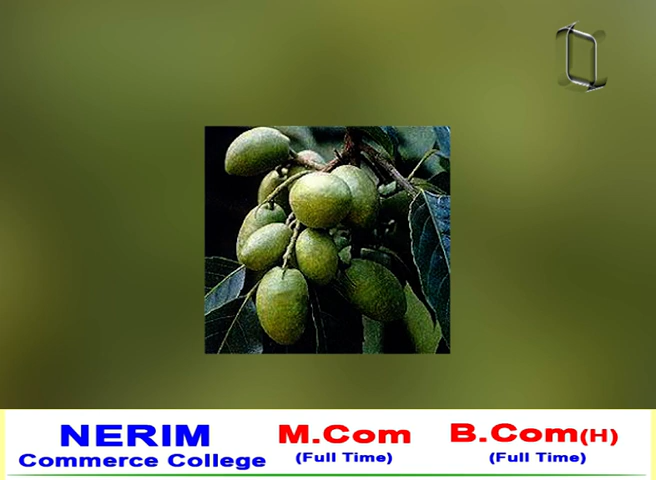 NERIM
Commerce College
M.Com
(Full Time)
B.Com(H)
(Full Time)